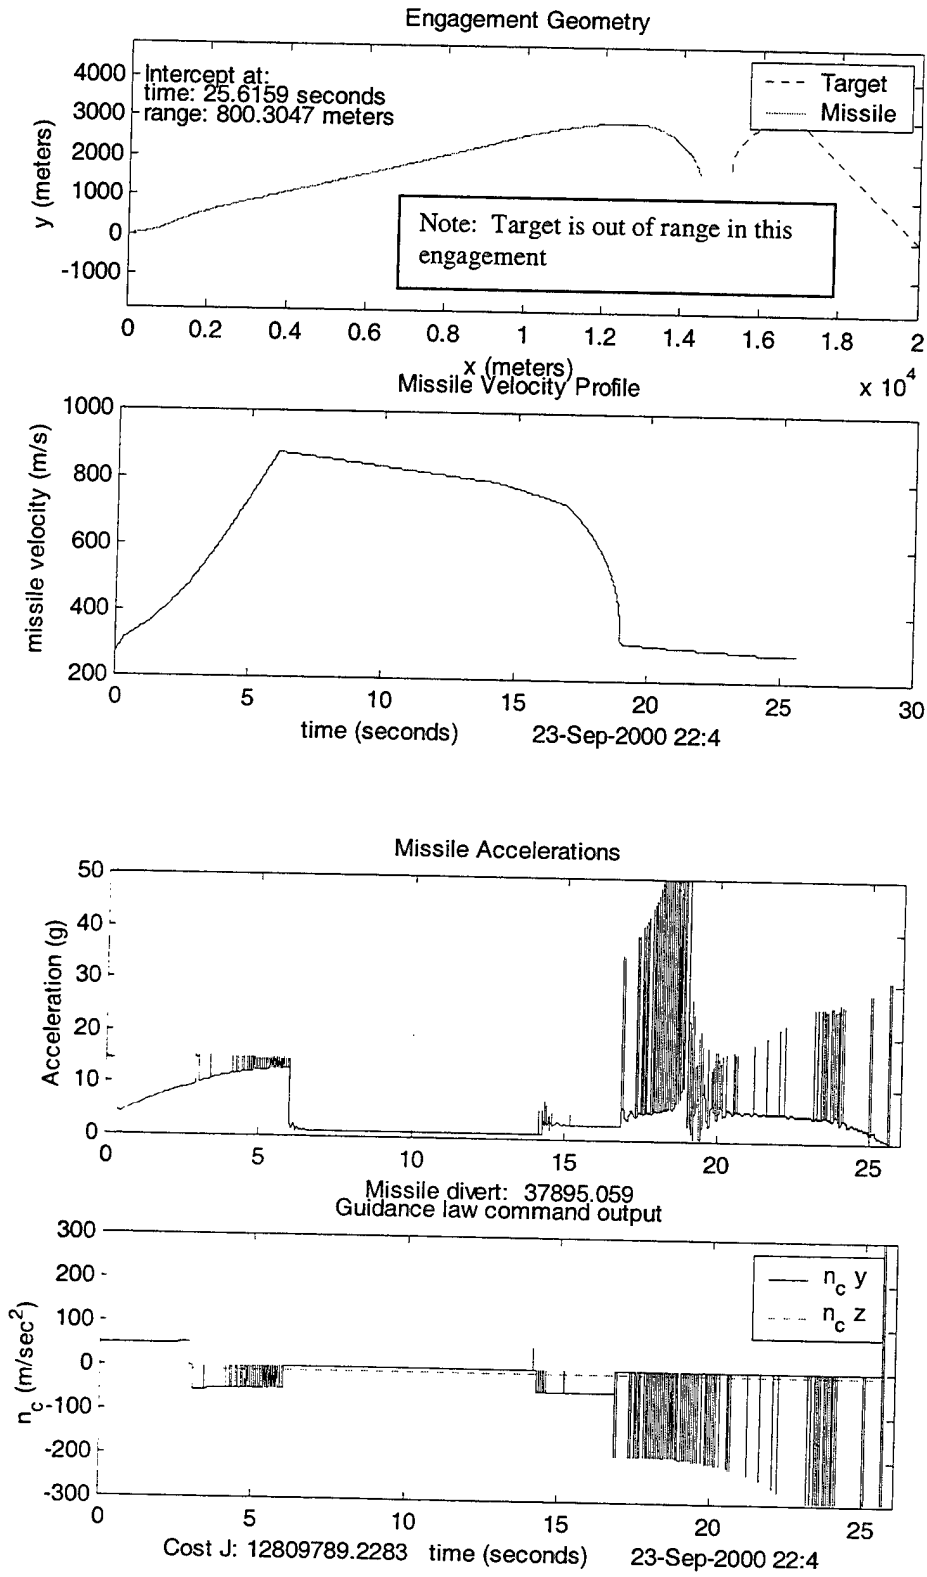 Engagement Geometry
4000
3000
2000
1000
0
-1000
y (meters)
Intercept at:
time: 25.6159 seconds
range: 800.3047 meters
Target
Missile
Note: Target is out of range in this
engagement
0 0.2 0.4 0.6 0.8 1 1.2 1.4 1.6 1.8 2
x (meters)
x 10^4
Missile Velocity Profile
1000
800
600
400
200
missile velocity (m/s)
0 5 10 15 20 25 30
time (seconds)
23-Sep-2000 22:4
Missile Accelerations
50
40
30
20
10
0
Acceleration (g)
0 5 10 15 20 25
Missile divert: 37895.059
Guidance law command output
300
200
100
0
-100
-200
-300
n_c (m/sec^2)
n_c y
n_c z
0 5 10 15 20 25
Cost J: 12809789.2283 time (seconds) 23-Sep-2000 22:4